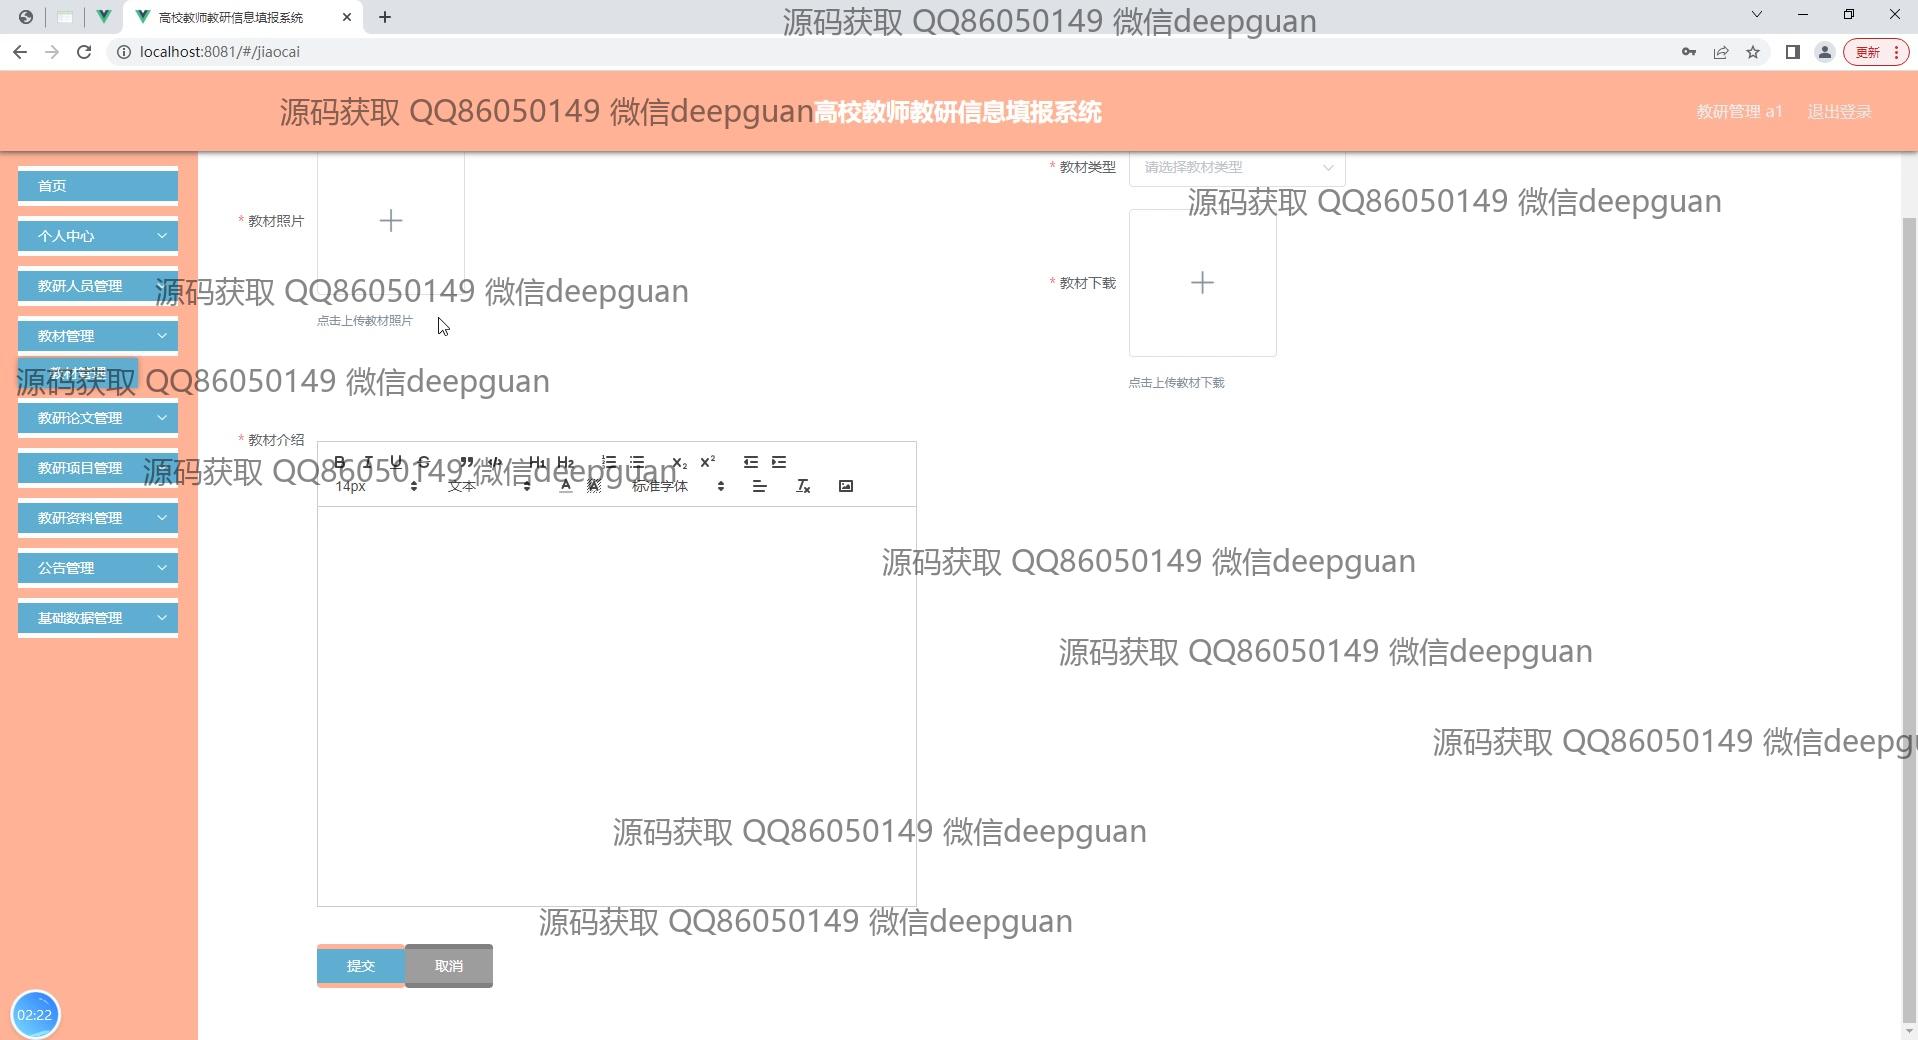 高校教师教研信息填报系统
源码获取 QQ86050149 微信deepguan
localhost:8081/#/jiaocai
更新
源码获取 QQ86050149 微信deepguan
高校教师教研信息填报系统
教研管理 a1
退出登录
首页
个人中心
教研人员管理
教材管理
教材管理
教研论文管理
教研项目管理
教研资料管理
公告管理
基础数据管理
* 教材类型
请选择教材类型
源码获取 QQ86050149 微信deepguan
* 教材照片
源码获取 QQ86050149 微信deepguan
点击上传教材照片
* 教材下载
点击上传教材下载
源码获取 QQ86050149 微信deepguan
* 教材介绍
B I U S H1 H2 X2 X2
源码获取 QQ86050149 微信deepguan
14px
文本
A
标准字体
源码获取 QQ86050149 微信deepguan
源码获取 QQ86050149 微信deepguan
源码获取 QQ86050149 微信deepgu
源码获取 QQ86050149 微信deepguan
源码获取 QQ86050149 微信deepguan
提交
取消
02:22